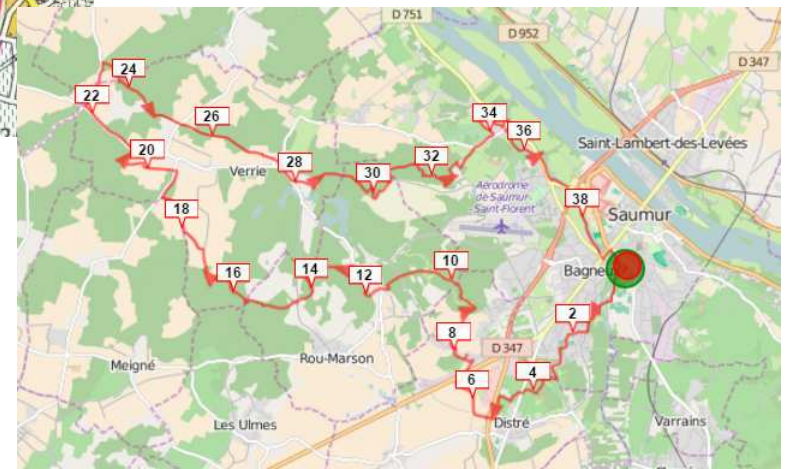 D 751
D 952
D 347
24
22
34
36
26
Saint-Lambert-des-Levées
20
32
28
30
Verrie
Aérodrome
de Saumur
-Saint-Florent
38
18
Saumur
10
16
14
12
Bagneux
2
8
Rou-Marson
D 347
Meigné
6
4
Les Ulmes
Distré
Varrains